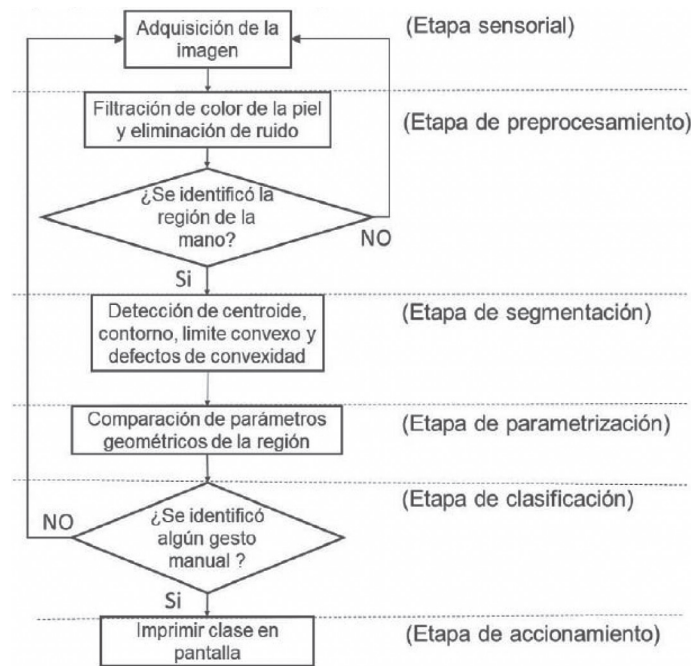 Adquisición de la
imagen
(Etapa sensorial)
Filtración de color de la piel
y eliminación de ruido
(Etapa de preprocesamiento)
¿Se identificó la
región de la
mano?
NO
Si
Detección de centroide,
contorno, limite convexo y
defectos de convexidad
(Etapa de segmentación)
Comparación de parámetros
geométricos de la región
(Etapa de parametrización)
(Etapa de clasificación)
NO
¿Se identificó
algún gesto
manual ?
Si
Imprimir clase en
pantalla
(Etapa de accionamiento)